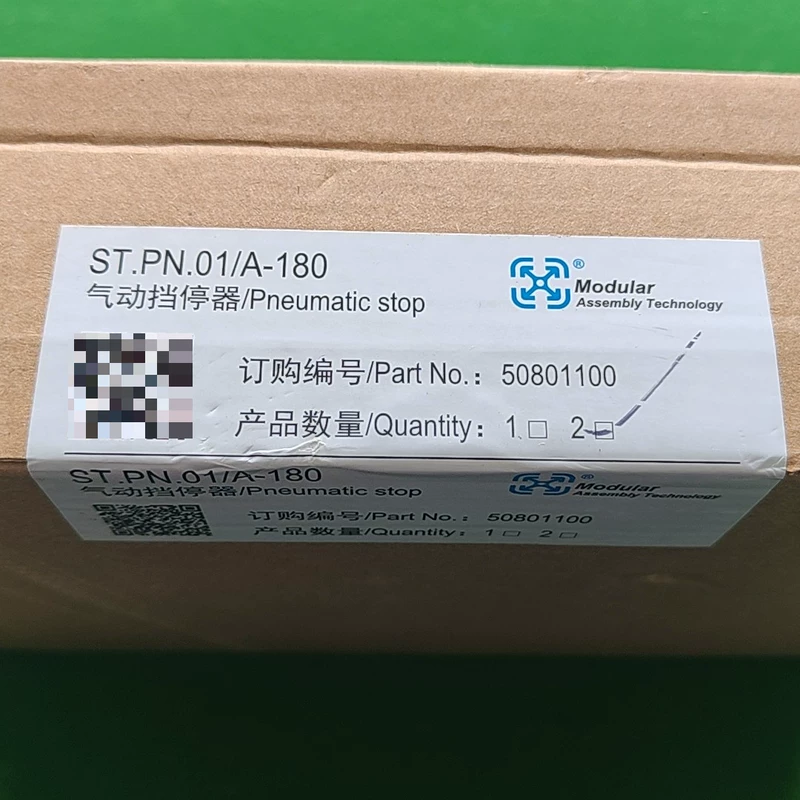 ST.PN.01/A-180
气动挡停器/Pneumatic stop
®
Modular
Assembly Technology
订购编号/Part No.：50801100
产品数量/Quantity：1 □ 2 □
ST.PN.01/A-180
气动挡停器/Pneumatic stop
®
Modular
Assembly Technology
订购编号/Part No.：50801100
产品数量/Quantity：1 □ 2 □